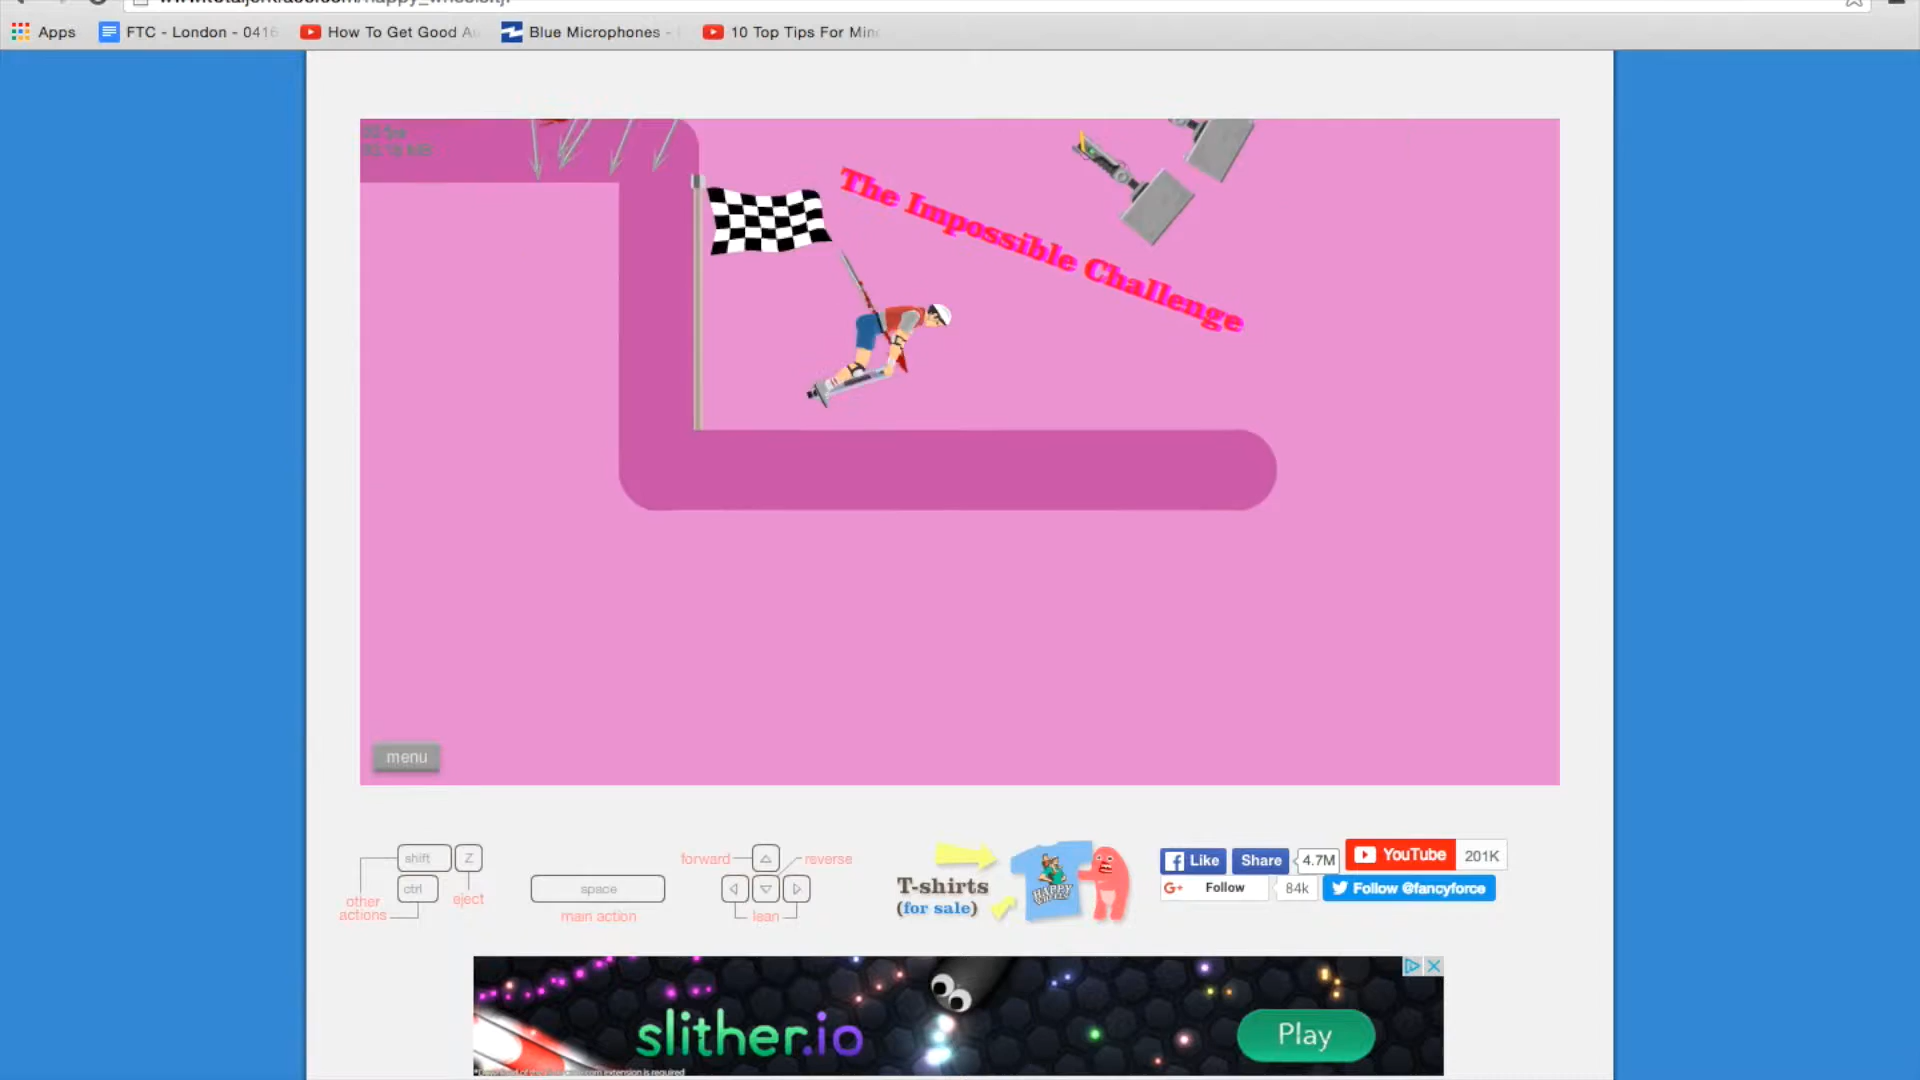 Apps
FTC - London - 0416
How To Get Good
Blue Microphones -
10 Top Tips For
The Impossible Challenge
menu
shift
Z
ctrl
other
actions
eject
space
main action
forward
reverse
lean
T-shirts
(for sale)
HAPPY
WHEELS
Like
Share
4.7M
YouTube
201K
G+
Follow
84k
Follow @fancyforce
slither.io
Play